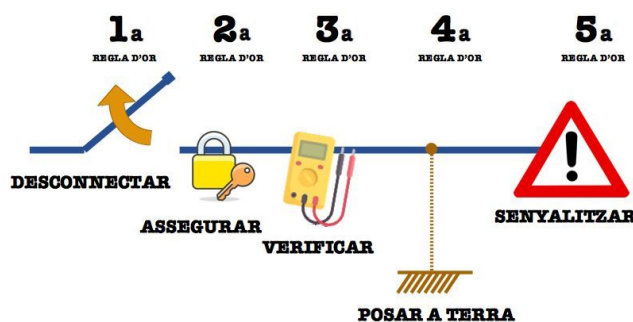 1a
REGLA D'OR
2a
REGLA D'OR
3a
REGLA D'OR
4a
REGLA D'OR
5a
REGLA D'OR
DESCONNECTAR
ASSEGURAR
VERIFICAR
POSAR A TERRA
SENYALITZAR